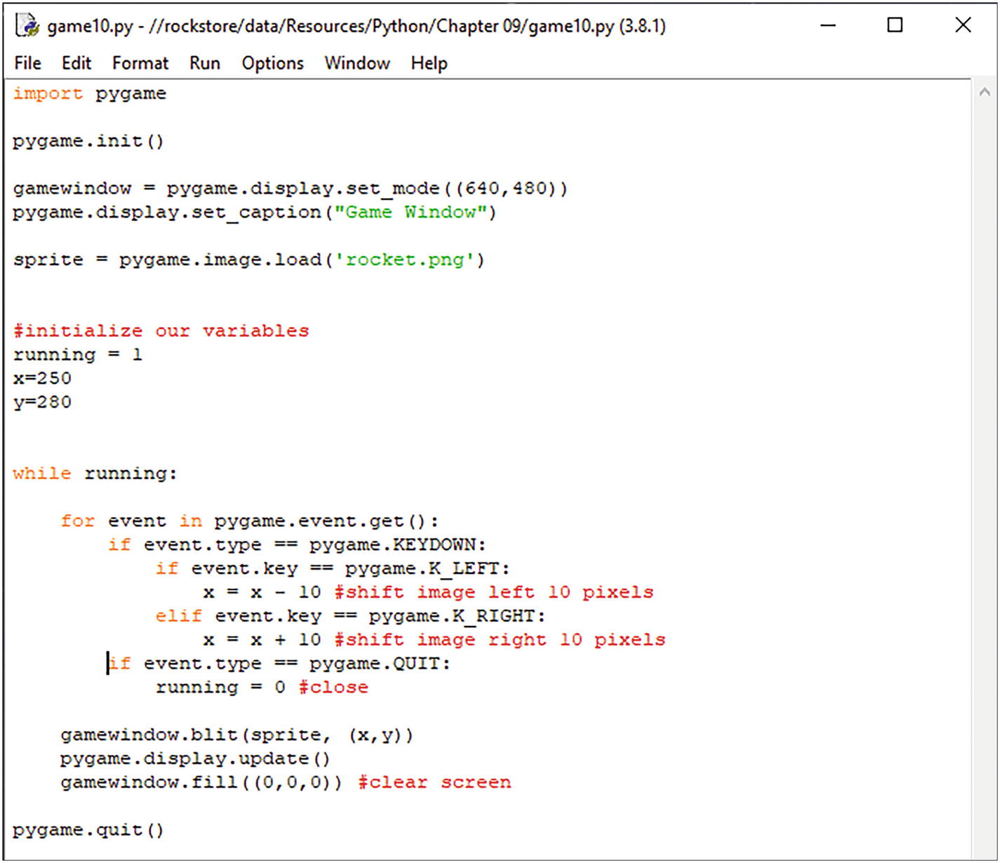 game10.py - //rockstore/data/Resources/Python/Chapter 09/game10.py (3.8.1)
File Edit Format Run Options Window Help
import pygame
pygame.init()
gamewindow = pygame.display.set_mode((640,480))
pygame.display.set_caption("Game Window")
sprite = pygame.image.load('rocket.png')
#initialize our variables
running = 1
x=250
y=280
while running:
    for event in pygame.event.get():
        if event.type == pygame.KEYDOWN:
            if event.key == pygame.K_LEFT:
                x = x - 10 #shift image left 10 pixels
            elif event.key == pygame.K_RIGHT:
                x = x + 10 #shift image right 10 pixels
        if event.type == pygame.QUIT:
            running = 0 #close
    gamewindow.blit(sprite, (x,y))
    pygame.display.update()
    gamewindow.fill((0,0,0)) #clear screen
pygame.quit()